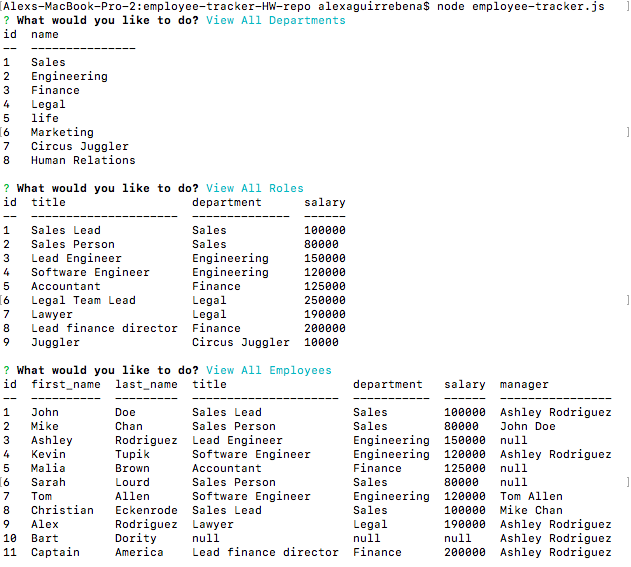 [Alexs-MacBook-Pro-2:employee-tracker-HW-repo alexaguirrebena$ node employee-tracker.js ]
? What would you like to do? View All Departments
id  name
--  ---------------
1   Sales
2   Engineering
3   Finance
4   Legal
5   life
[6   Marketing ]
7   Circus Juggler
8   Human Relations

? What would you like to do? View All Roles
id  title                  department      salary
--  ---------------------  --------------  ------
1   Sales Lead             Sales           100000
2   Sales Person           Sales           80000
3   Lead Engineer          Engineering     150000
4   Software Engineer      Engineering     120000
5   Accountant             Finance         125000
[6   Legal Team Lead        Legal           250000 ]
7   Lawyer                 Legal           190000
8   Lead finance director  Finance         200000
9   Juggler                Circus Juggler  10000

? What would you like to do? View All Employees
id  first_name  last_name  title                  department   salary  manager
--  ----------  ---------  ---------------------  -----------  ------  ----------------
1   John        Doe        Sales Lead             Sales        100000  Ashley Rodriguez
2   Mike        Chan       Sales Person           Sales        80000   John Doe
3   Ashley      Rodriguez  Lead Engineer          Engineering  150000  null
4   Kevin       Tupik      Software Engineer      Engineering  120000  Ashley Rodriguez
5   Malia       Brown      Accountant             Finance      125000  null
[6   Sarah       Lourd      Sales Person           Sales        80000   null ]
7   Tom         Allen      Software Engineer      Engineering  120000  Tom Allen
8   Christian   Eckenrode  Sales Lead             Sales        100000  Mike Chan
9   Alex        Rodriguez  Lawyer                 Legal        190000  Ashley Rodriguez
10  Bart        Dority     null                   null         null    Ashley Rodriguez
11  Captain     America    Lead finance director  Finance      200000  Ashley Rodriguez